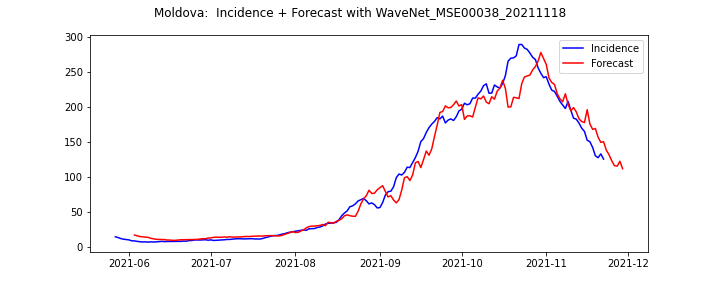 Moldova:  Incidence + Forecast with WaveNet_MSE00038_20211118
300
250
200
150
100
50
0
Incidence
Forecast
2021-06 2021-07 2021-08 2021-09 2021-10 2021-11 2021-12